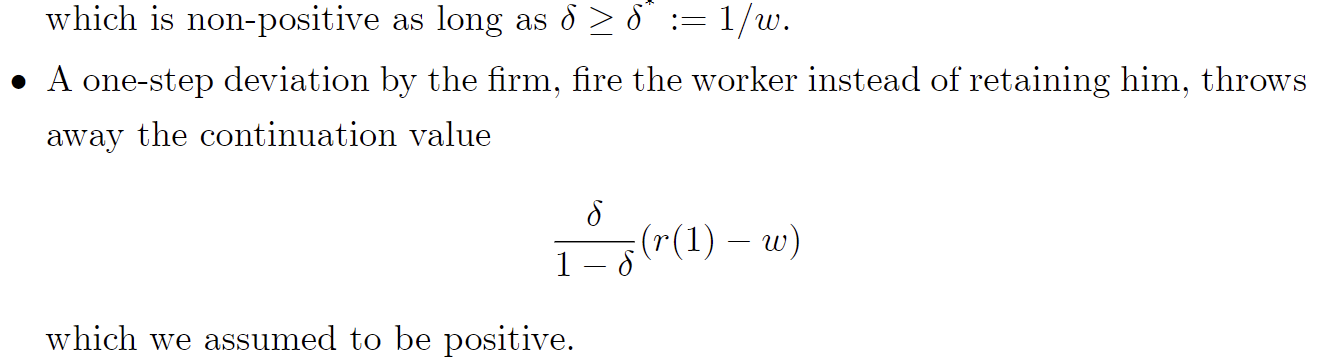 which is non-positive as long as δ ≥ δ* := 1/w.
• A one-step deviation by the firm, fire the worker instead of retaining him, throws
away the continuation value
δ/(1 − δ) (r(1) − w)
which we assumed to be positive.